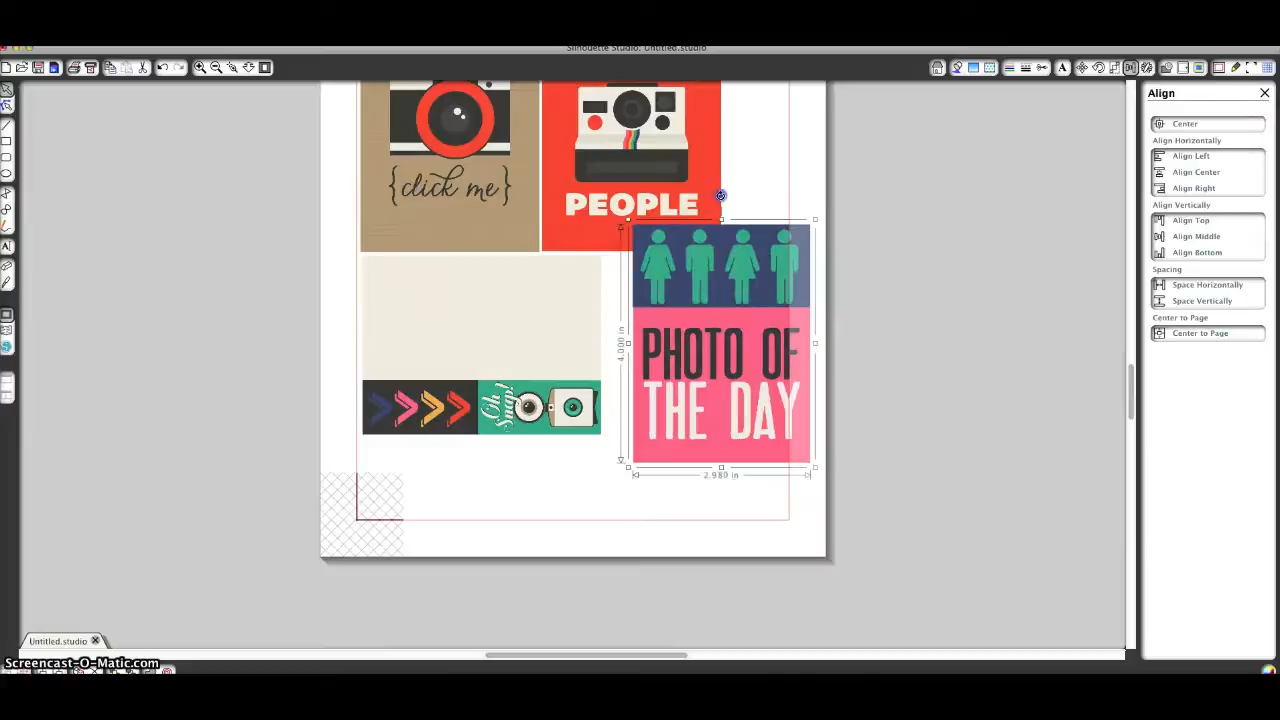 Silhouette Studio: Untitled.studio
Align
Center
Align Horizontally
Align Left
Align Center
Align Right
Align Vertically
Align Top
Align Middle
Align Bottom
Spacing
Space Horizontally
Space Vertically
Center to Page
Center to Page
{click me}
PEOPLE
4.000 in
PHOTO OF
THE DAY
2.980 in
Oh
Snap!
Untitled.studio
Screencast-O-Matic.com